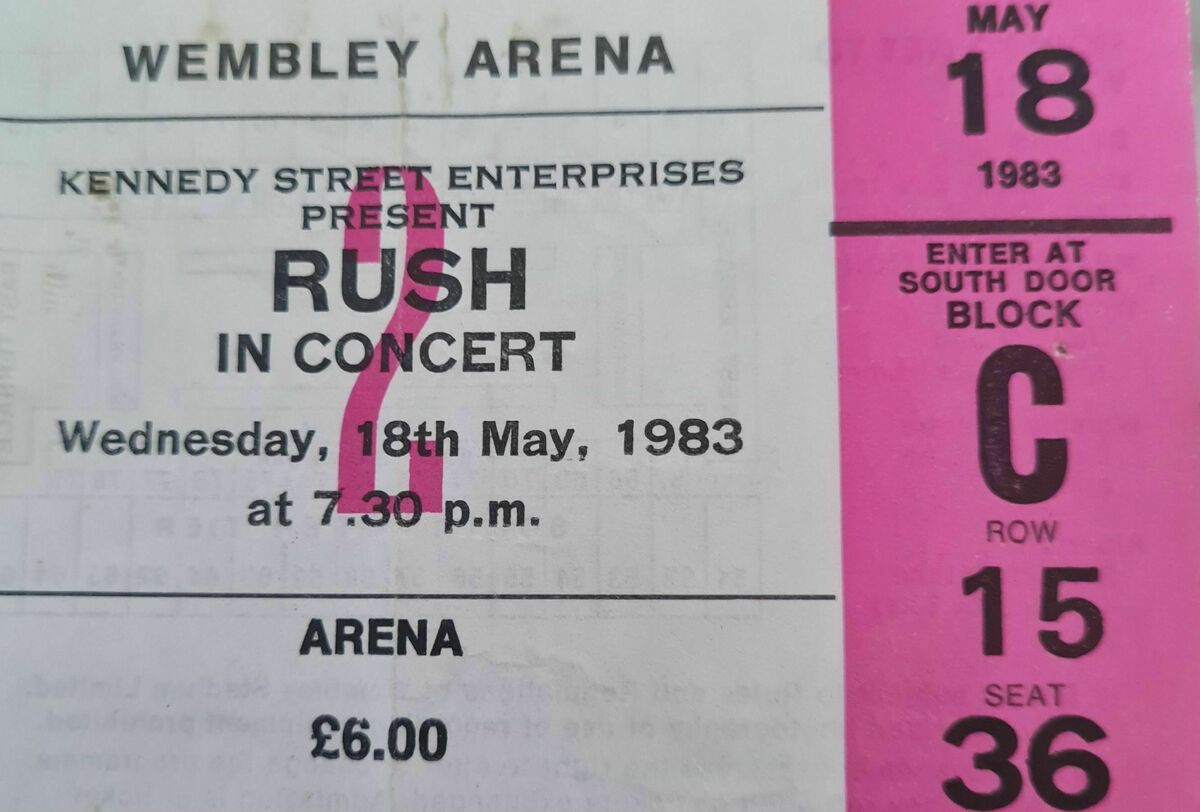 WEMBLEY ARENA
KENNEDY STREET ENTERPRISES
PRESENT
RUSH
IN CONCERT
2
Wednesday, 18th May, 1983
at 7.30 p.m.
ARENA
£6.00
MAY
18
1983
ENTER AT
SOUTH DOOR
BLOCK
C
ROW
15
SEAT
36